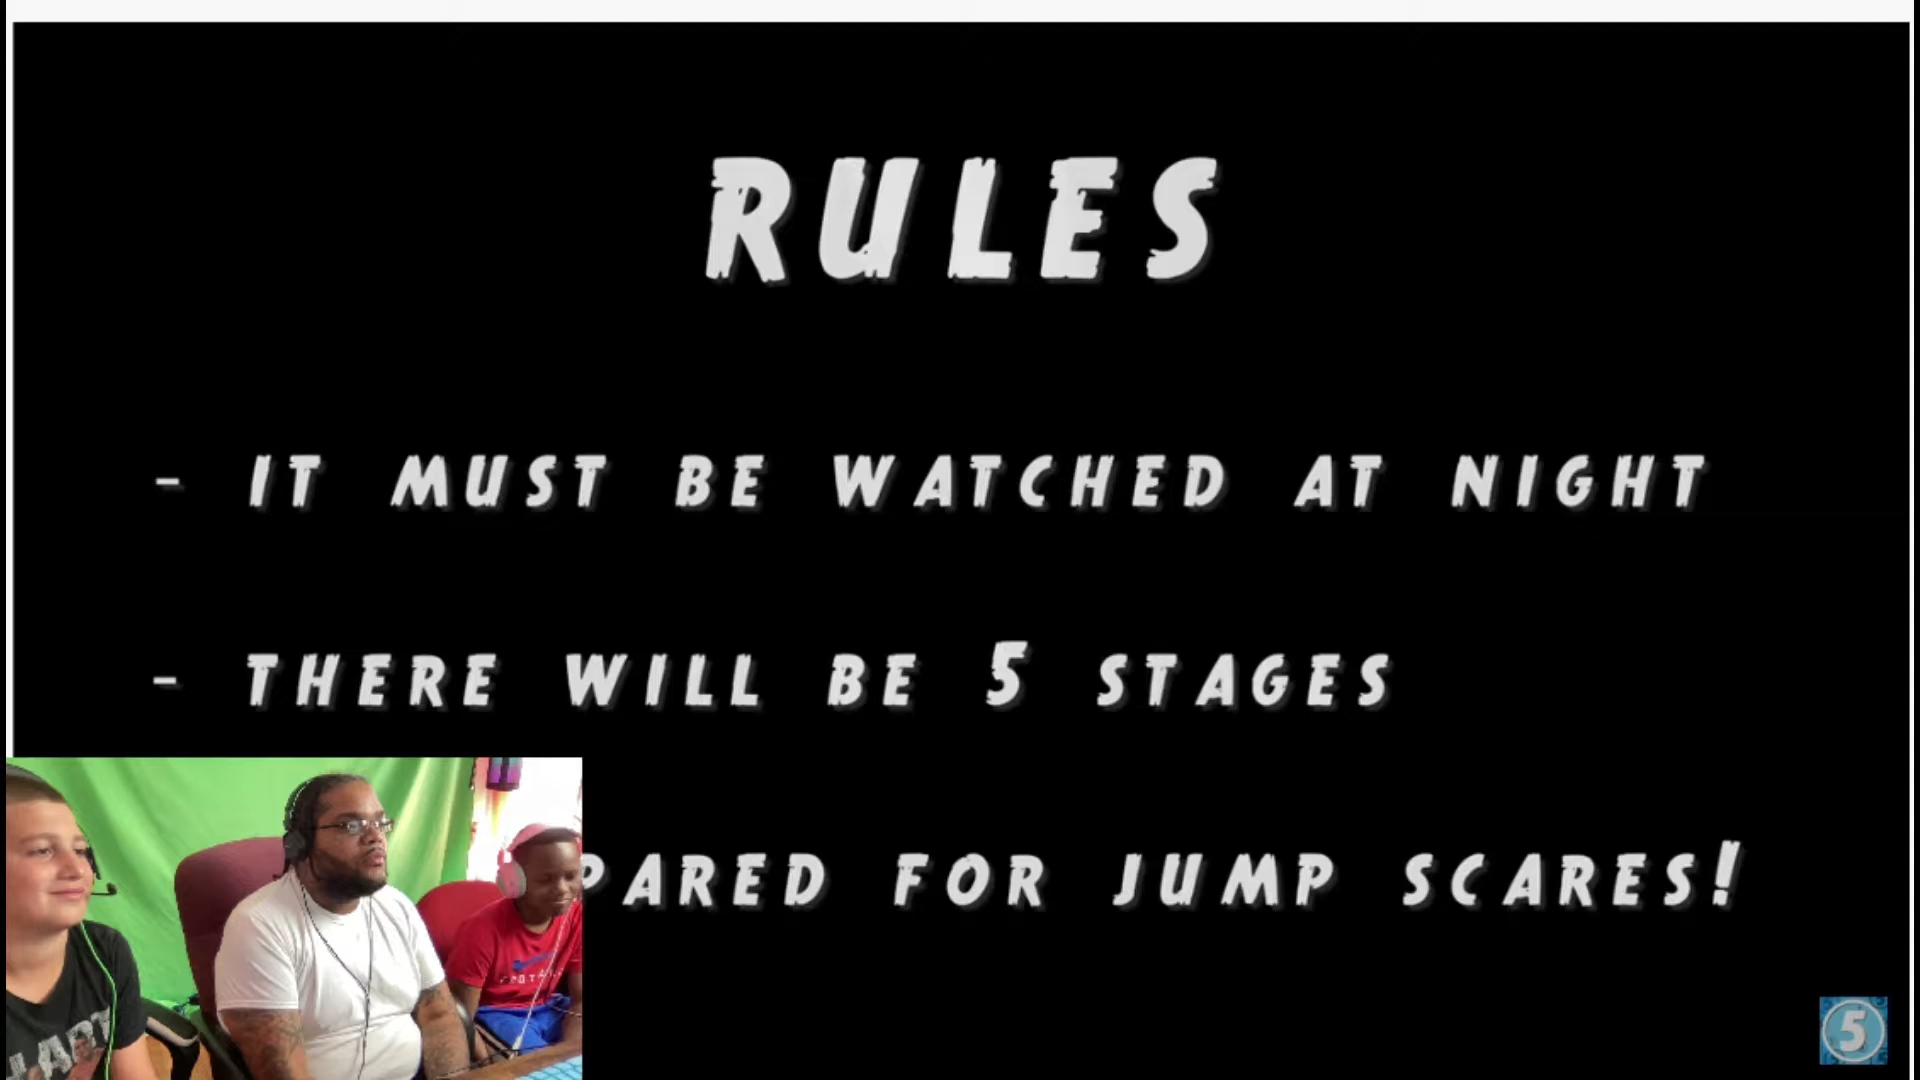 RULES
- IT MUST BE WATCHED AT NIGHT
- THERE WILL BE 5 STAGES
PARED FOR JUMP SCARES!
5